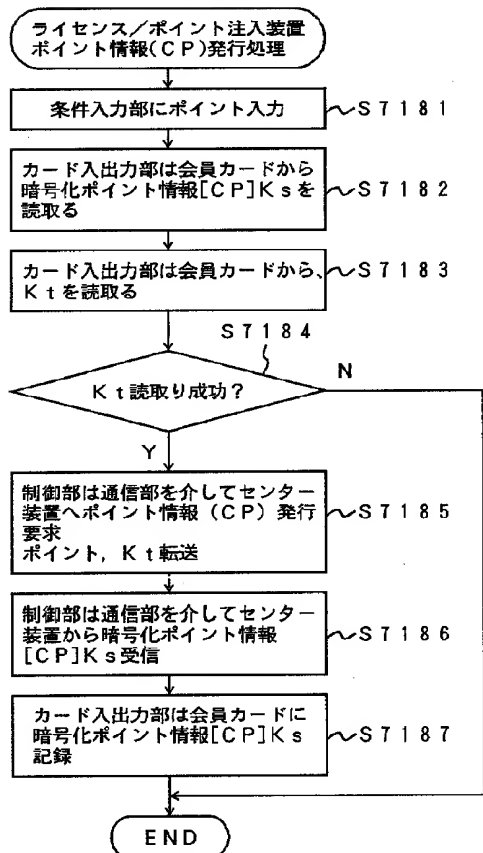 ライセンス/ポイント注入装置
ポイント情報(CP)発行処理
条件入力部にポイント入力
S7181
カード入出力部は会員カードから
暗号化ポイント情報[CP]Ksを
読取る
S7182
カード入出力部は会員カードから、
Ktを読取る
S7183
S7184
Kt読取り成功?
N
Y
制御部は通信部を介してセンター
装置へポイント情報(CP)発行
要求
ポイント,Kt転送
S7185
制御部は通信部を介してセンター
装置から暗号化ポイント情報
[CP]Ks受信
S7186
カード入出力部は会員カードに
暗号化ポイント情報[CP]Ks
記録
S7187
END